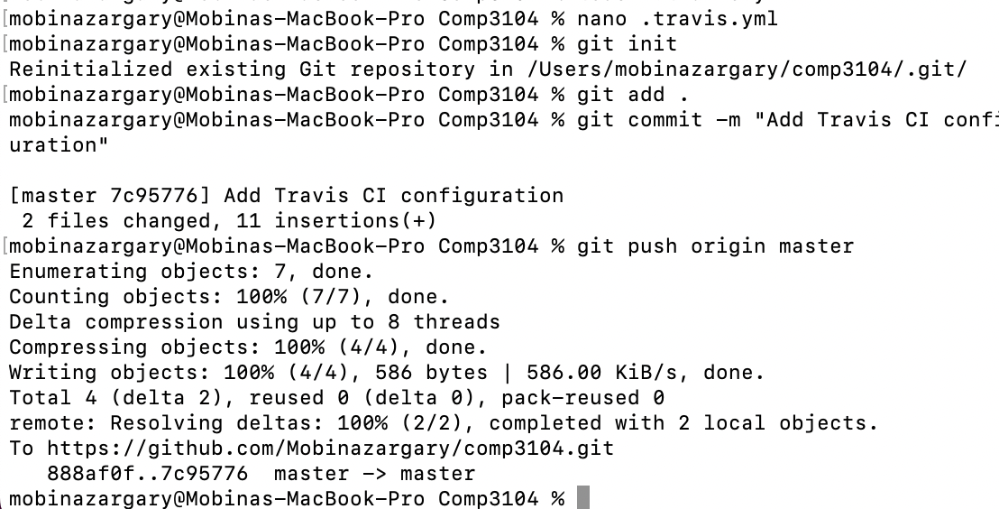 [mobinazargary@Mobinas-MacBook-Pro Comp3104 % nano .travis.yml
[mobinazargary@Mobinas-MacBook-Pro Comp3104 % git init
Reinitialized existing Git repository in /Users/mobinazargary/comp3104/.git/
[mobinazargary@Mobinas-MacBook-Pro Comp3104 % git add .
mobinazargary@Mobinas-MacBook-Pro Comp3104 % git commit -m "Add Travis CI config
uration"
[master 7c95776] Add Travis CI configuration
 2 files changed, 11 insertions(+)
[mobinazargary@Mobinas-MacBook-Pro Comp3104 % git push origin master
Enumerating objects: 7, done.
Counting objects: 100% (7/7), done.
Delta compression using up to 8 threads
Compressing objects: 100% (4/4), done.
Writing objects: 100% (4/4), 586 bytes | 586.00 KiB/s, done.
Total 4 (delta 2), reused 0 (delta 0), pack-reused 0
remote: Resolving deltas: 100% (2/2), completed with 2 local objects.
To https://github.com/Mobinazargary/comp3104.git
   888af0f..7c95776  master -> master
mobinazargary@Mobinas-MacBook-Pro Comp3104 %